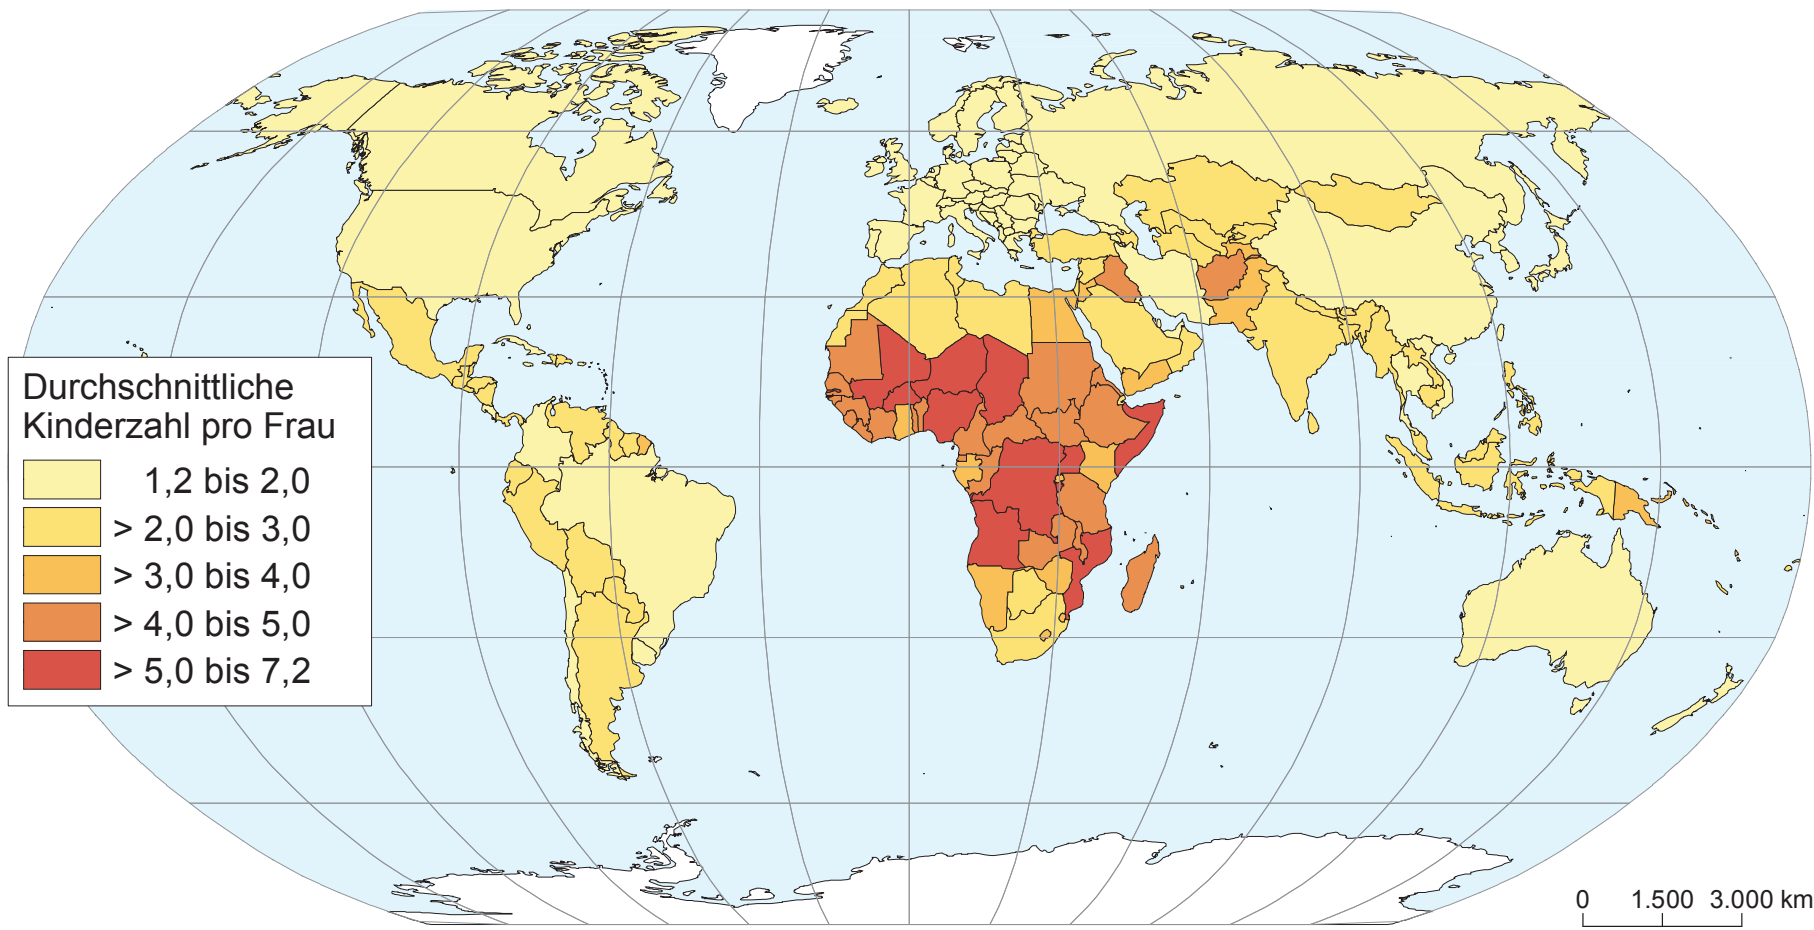 Durchschnittliche
Kinderzahl pro Frau
1,2 bis 2,0
> 2,0 bis 3,0
> 3,0 bis 4,0
> 4,0 bis 5,0
> 5,0 bis 7,2
0 1.500 3.000 km